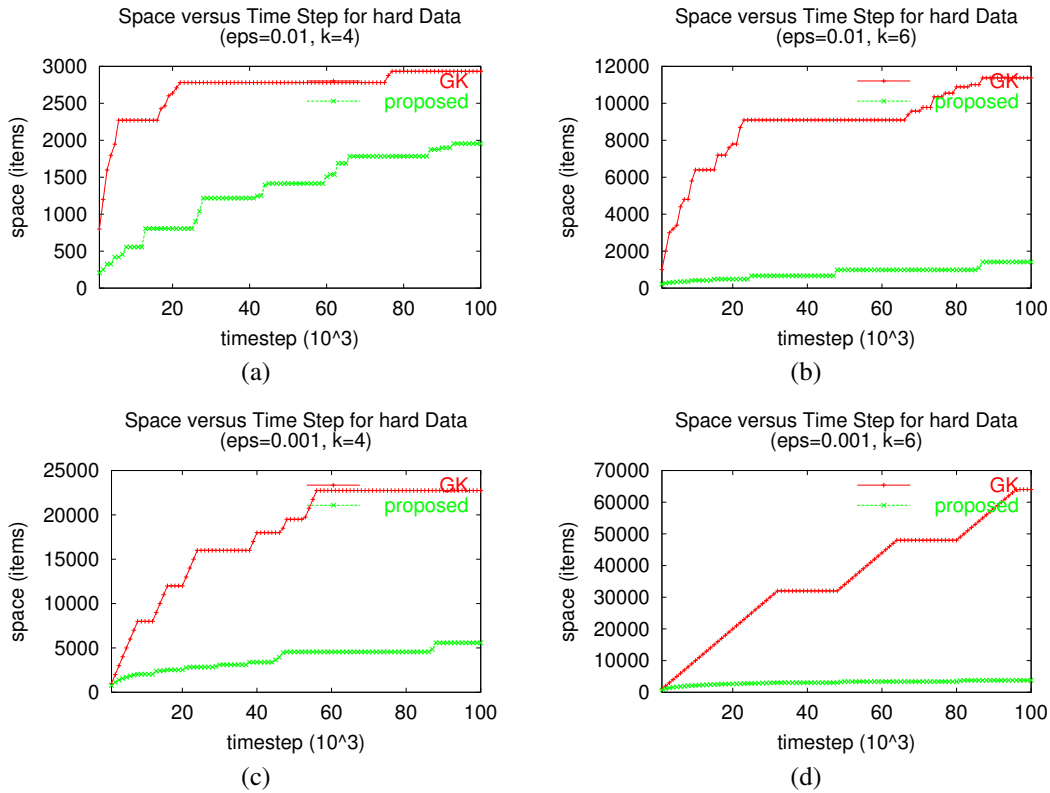 Space versus Time Step for hard Data
(eps=0.01, k=4)
3000
2500
2000
1500
1000
500
0
20 40 60 80 100
space (items)
timestep (10^3)
GK
proposed
(a)
Space versus Time Step for hard Data
(eps=0.01, k=6)
12000
10000
8000
6000
4000
2000
0
20 40 60 80 100
space (items)
timestep (10^3)
GK
proposed
(b)
Space versus Time Step for hard Data
(eps=0.001, k=4)
25000
20000
15000
10000
5000
0
20 40 60 80 100
space (items)
timestep (10^3)
GK
proposed
(c)
Space versus Time Step for hard Data
(eps=0.001, k=6)
70000
60000
50000
40000
30000
20000
10000
0
20 40 60 80 100
space (items)
timestep (10^3)
GK
proposed
(d)